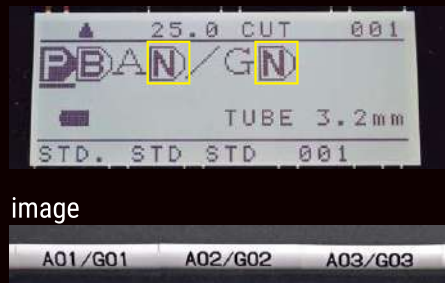 25.0 CUT 001
PBAN/GN
TUBE 3.2mm
STD. STD STD 001
image
A01/G01 A02/G02 A03/G03